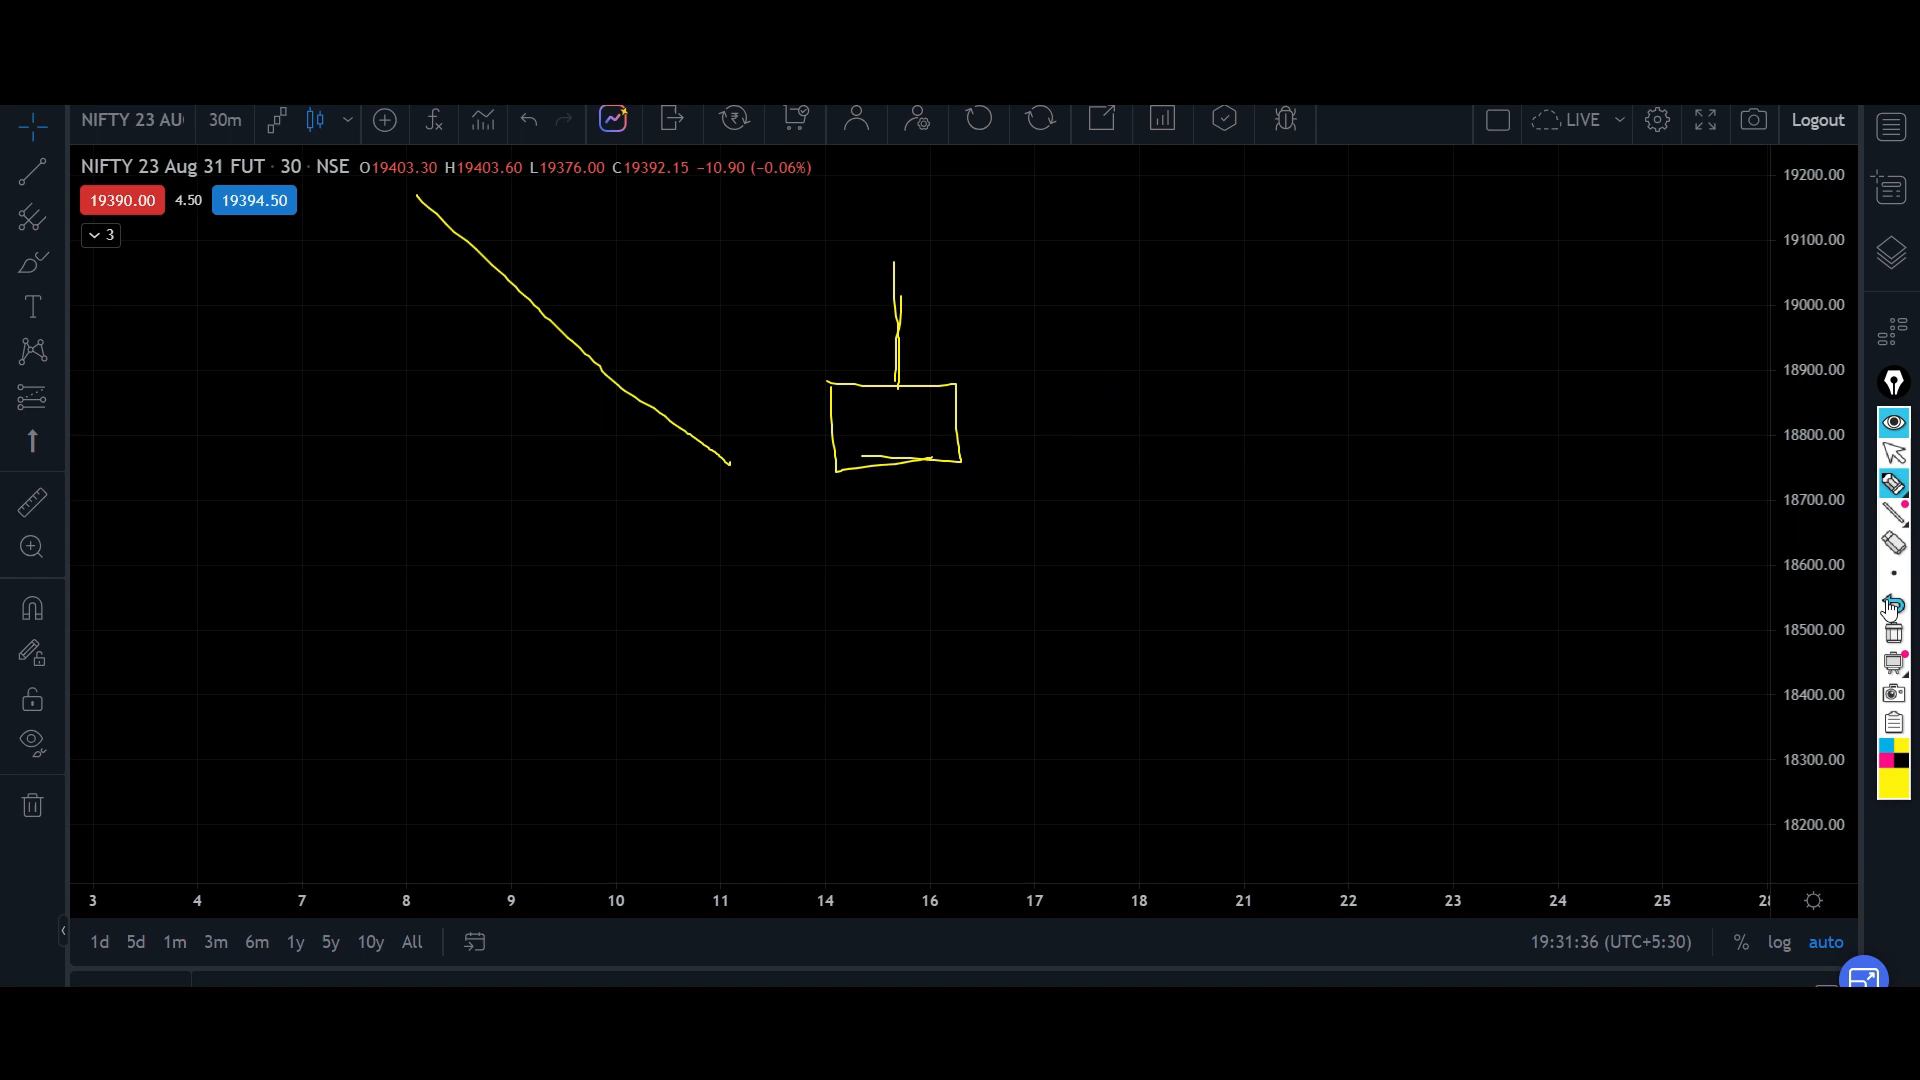 NIFTY 23 AU 30m LIVE Logout
NIFTY 23 Aug 31 FUT · 30 · NSE O19403.30 H19403.60 L19376.00 C19392.15 −10.90 (−0.06%)
19390.00 4.50 19394.50
3
19200.00
19100.00
19000.00
18900.00
18800.00
18700.00
18600.00
18500.00
18400.00
18300.00
18200.00
3 4 7 8 9 10 11 14 16 17 18 21 22 23 24 25
1d 5d 1m 3m 6m 1y 5y 10y All 19:31:36 (UTC+5:30) % log auto